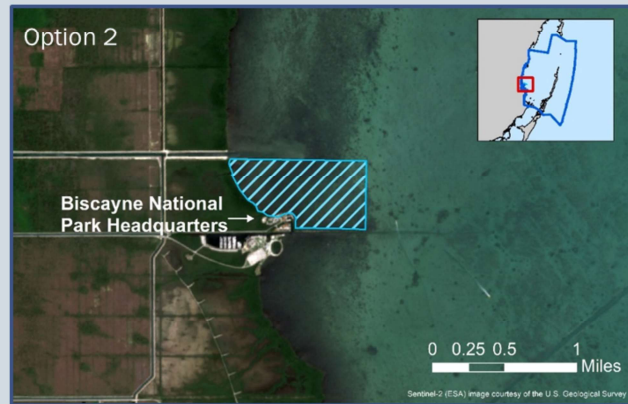 Option 2
Biscayne National
Park Headquarters
0 0.25 0.5 1
Miles
Sentinel-2 (ESA) image courtesy of the U.S. Geological Survey